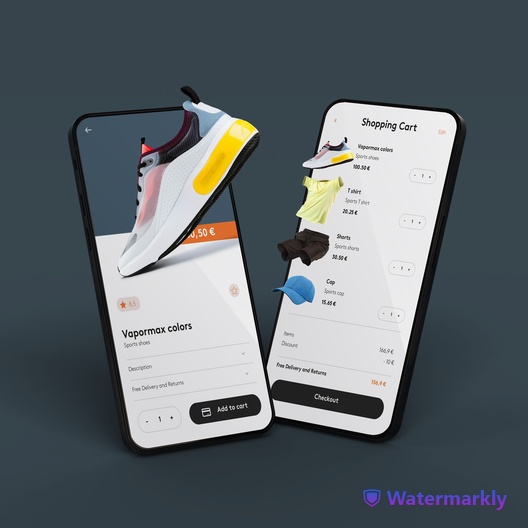 0,50 €
8,5
Vapormax colors
Sports shoes
Description
Free Delivery and Returns
- 1 +
Add to cart
Shopping Cart
Edit
Vapormax colors
Sports shoes
100.50 €
- 1 +
T shirt
Sports T shirt
20.25 €
- 1 +
Shorts
Sports shorts
30.50 €
- 1 +
Cap
Sports cap
15.65 €
- 1 +
Items
166,9 €
Discount
- 10 €
Free Delivery and Returns
156,9 €
Checkout
Watermarkly